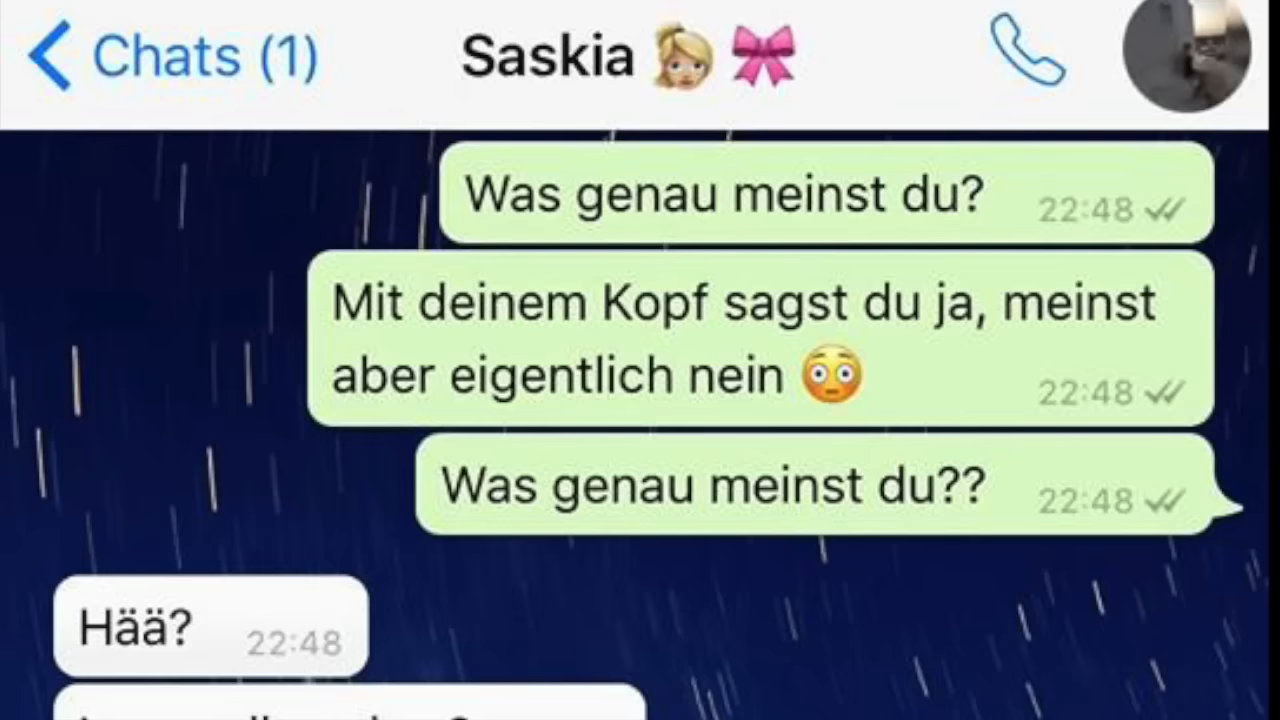 Chats (1)
Saskia 👱🏼‍♀️ 🎀
Was genau meinst du? 22:48
Mit deinem Kopf sagst du ja, meinst
aber eigentlich nein 😳 22:48
Was genau meinst du?? 22:48
Hää? 22:48